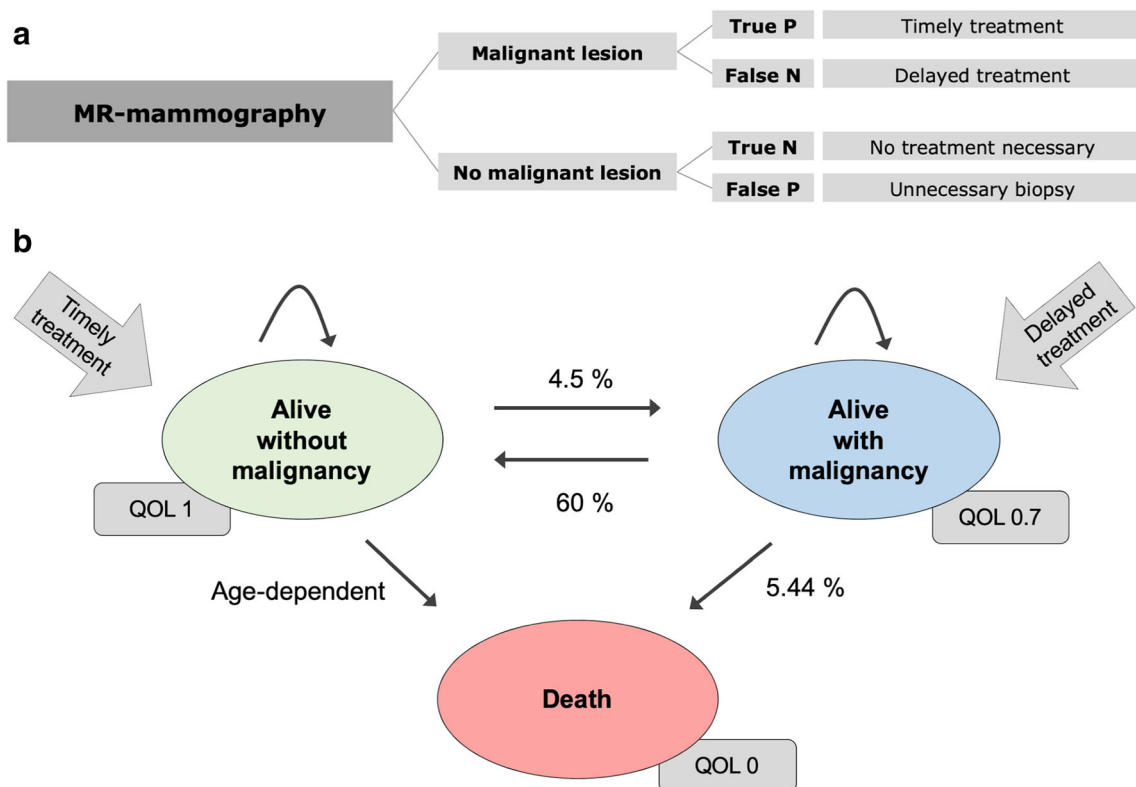 a
MR-mammography
Malignant lesion
True P
Timely treatment
False N
Delayed treatment
No malignant lesion
True N
No treatment necessary
False P
Unnecessary biopsy
b
Timely
treatment
Delayed
treatment
Alive
without
malignancy
QOL 1
4.5 %
60 %
Alive
with
malignancy
QOL 0.7
Age-dependent
5.44 %
Death
QOL 0